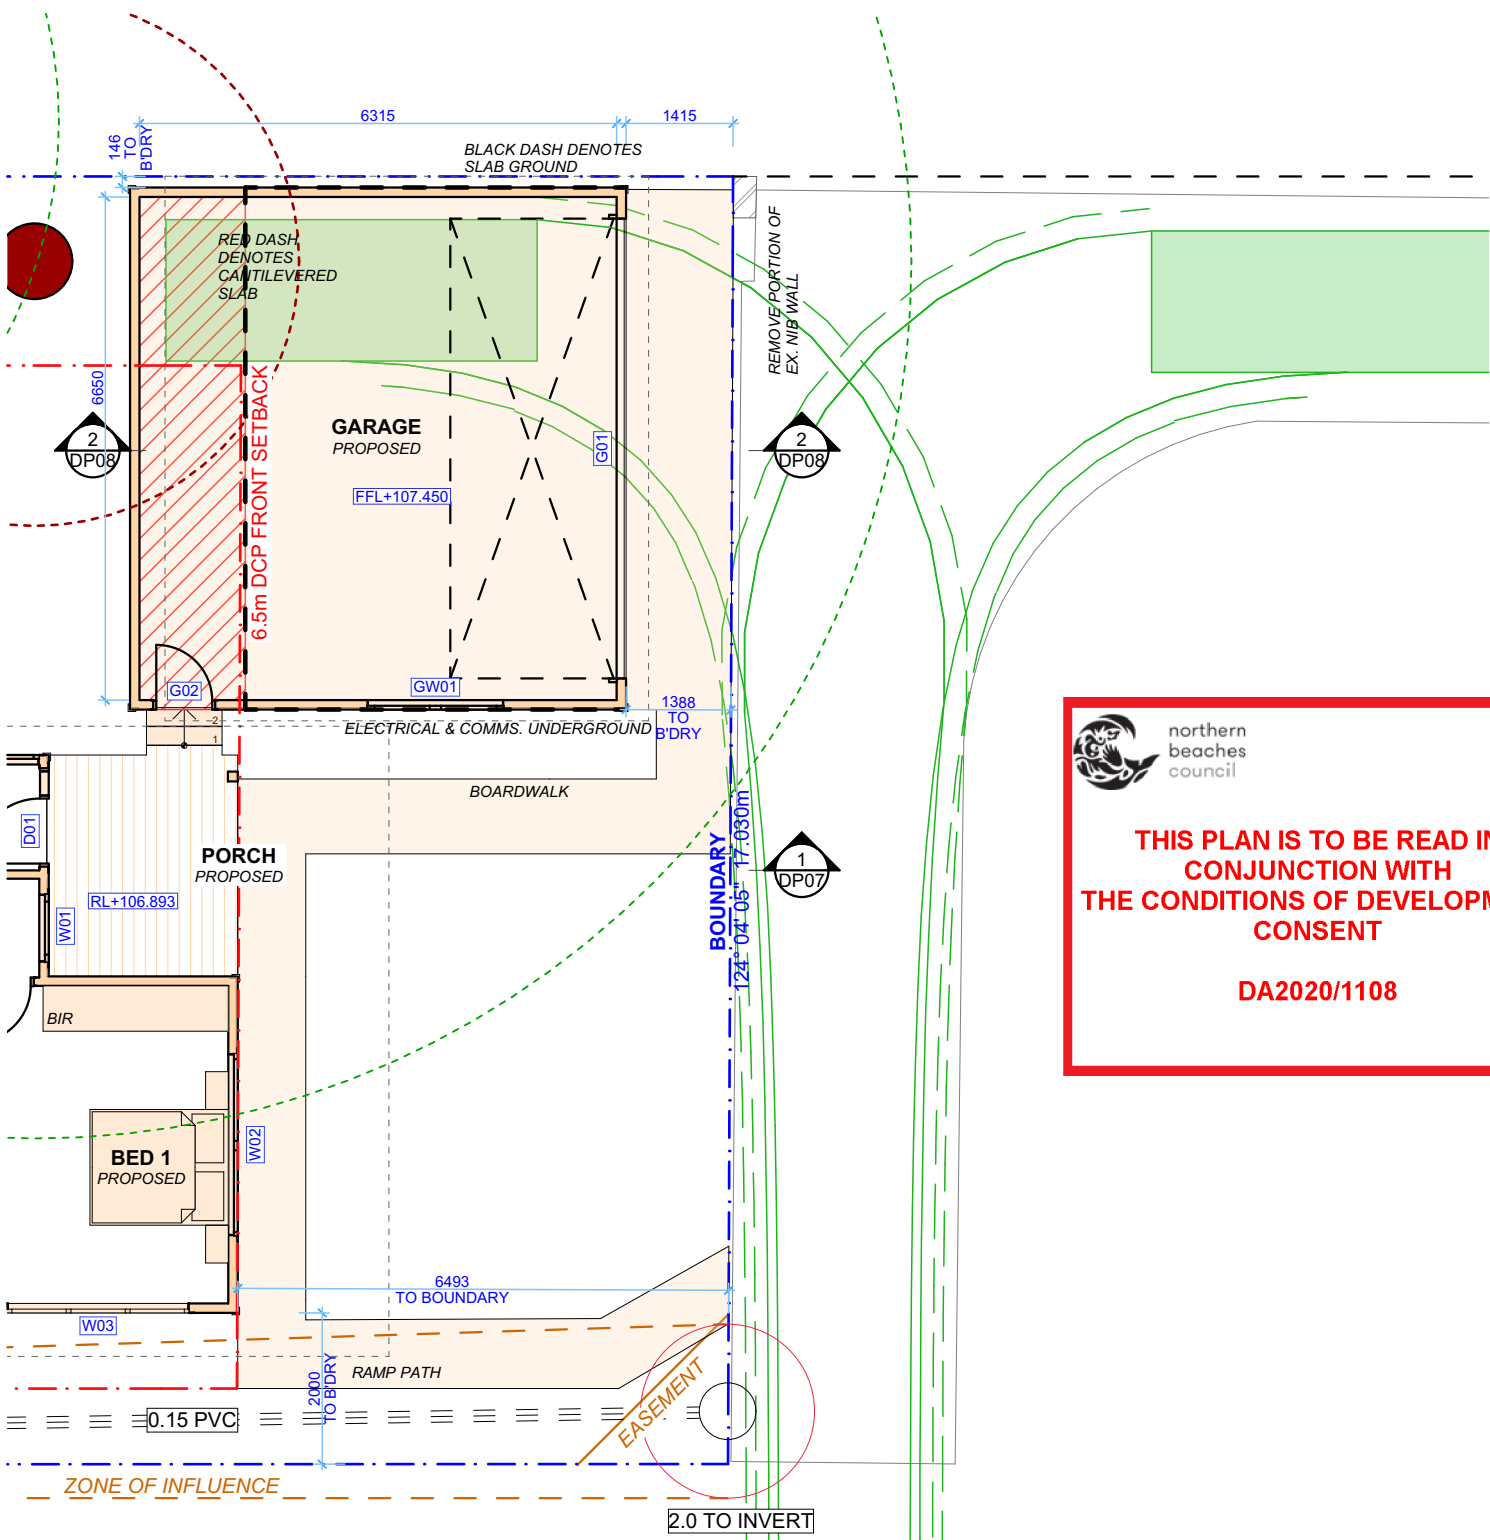 6315
1415
146
TO
B'DRY
BLACK DASH DENOTES
SLAB GROUND
RED DASH
DENOTES
CANTILEVERED
SLAB
REMOVE PORTION OF
EX. NIB WALL
6650
6.5m DCP FRONT SETBACK
GARAGE
PROPOSED
G01
2
DP08
2
DP08
FFL+107.450
G02
GW01
1388
TO
B'DRY
2
1
ELECTRICAL & COMMS. UNDERGROUND
BOARDWALK
northern
beaches
council
D01
PORCH
PROPOSED
BOUNDARY
124° 04' 05" 17.030m
1
DP07
THIS PLAN IS TO BE READ IN
CONJUNCTION WITH
THE CONDITIONS OF DEVELOPM
CONSENT
DA2020/1108
RL+106.893
W01
BIR
W02
BED 1
PROPOSED
6493
TO BOUNDARY
W03
RAMP PATH
2000
TO B'DRY
EASEMENT
0.15 PVC
ZONE OF INFLUENCE
2.0 TO INVERT